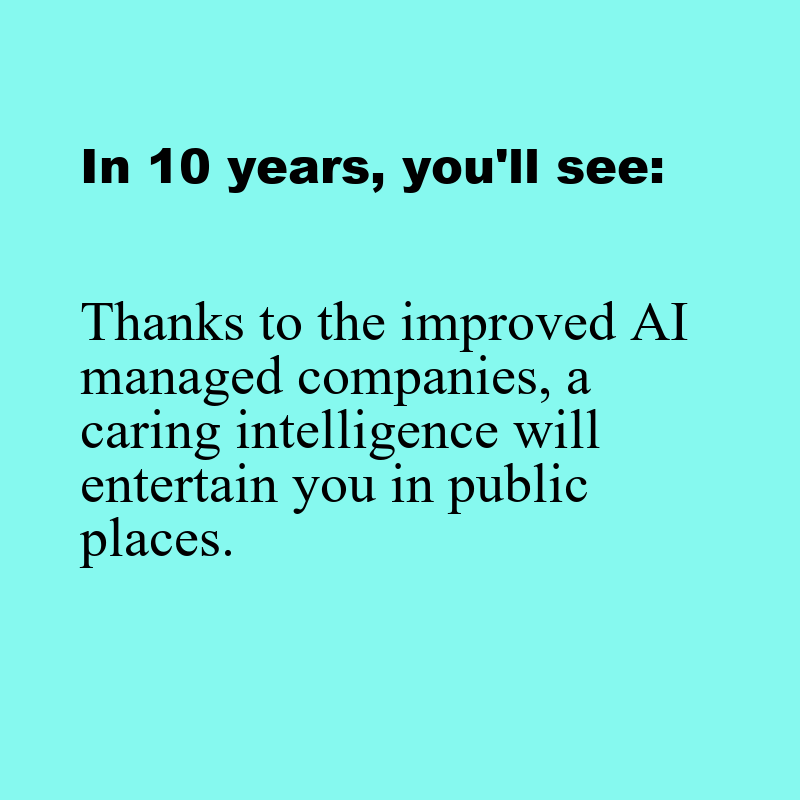 In 10 years, you'll see:
Thanks to the improved AI
managed companies, a
caring intelligence will
entertain you in public
places.